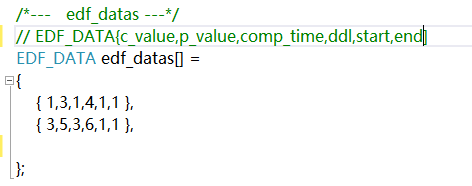 /*---   edf_datas ---*/
// EDF_DATA{c_value,p_value,comp_time,ddl,start,end]
EDF_DATA edf_datas[] =
{
{ 1,3,1,4,1,1 },
{ 3,5,3,6,1,1 },
};